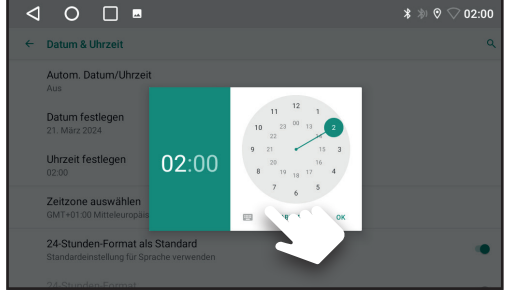 02:00
Datum & Uhrzeit
Autom. Datum/Uhrzeit
Aus
Datum festlegen
21. März 2024
Uhrzeit festlegen
02:00
Zeitzone auswählen
GMT+01:00
24-Stunden-Format als Standard
Standardeinstellung für Sprache verwenden
24-Stunden-Format
02:00
12
11 1
00
10 23 13 2
22
9 21 15 3
20 16
8 19 18 17 4
7 5
6
OK